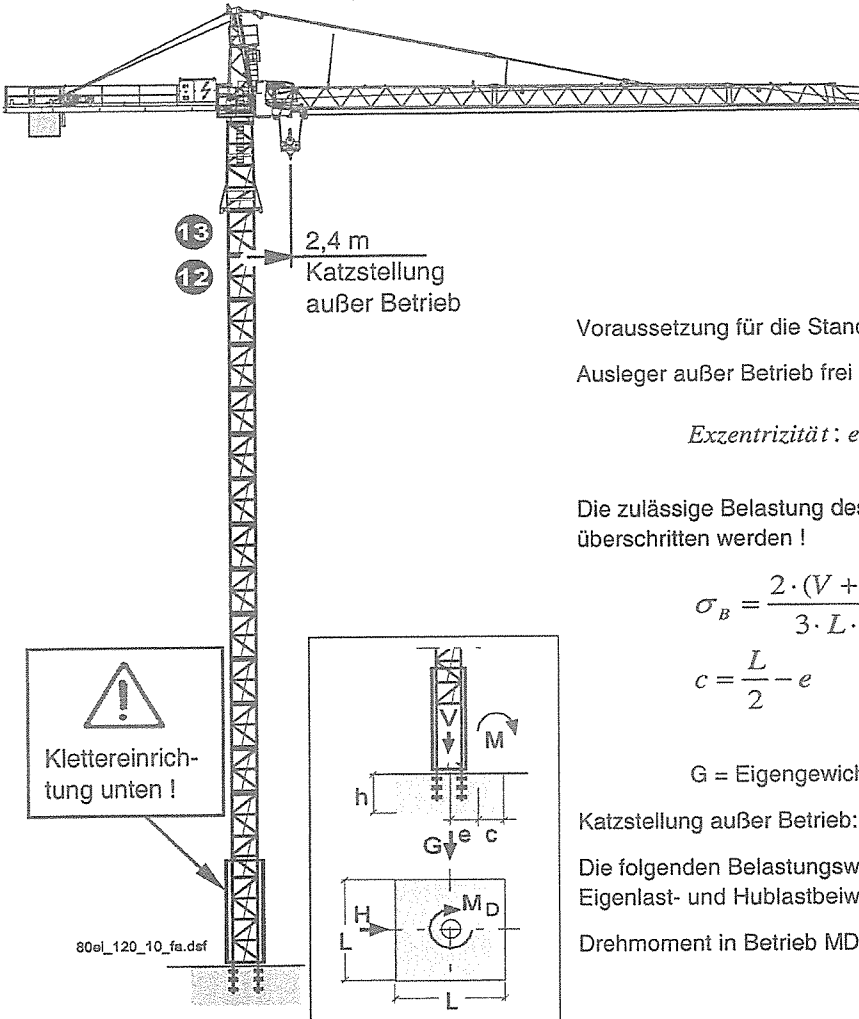 13
12
2,4 m
Katzstellung
außer Betrieb
Voraussetzung für die Stand
Ausleger außer Betrieb frei
Exzentrizität: e
Die zulässige Belastung des
überschritten werden !
σ_B = 2·(V + / 3·L·
c = L/2 − e
G = Eigengewich
Katzstellung außer Betrieb:
Die folgenden Belastungsw
Eigenlast- und Hublastbeiw
Drehmoment in Betrieb MD
Klettereinrich-
tung unten !
80el_120_10_fa.dsf
V
M
h
e c
G
H
M_D
L
L